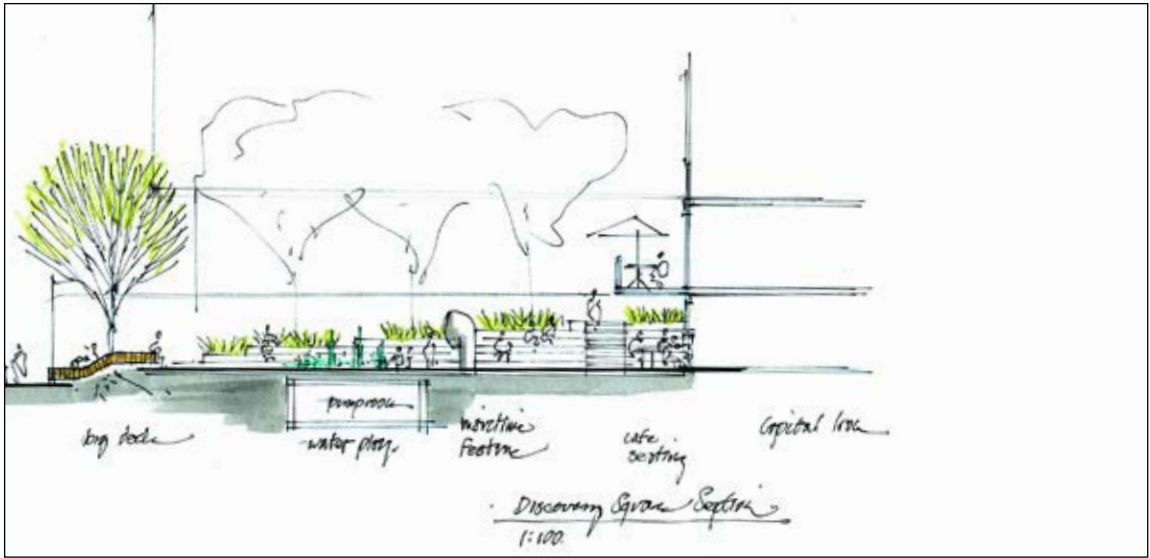 pumproom
big deck
water play.
maritime
feature
cafe
seating
Capital Iron
Discovery Square Section
1:100.